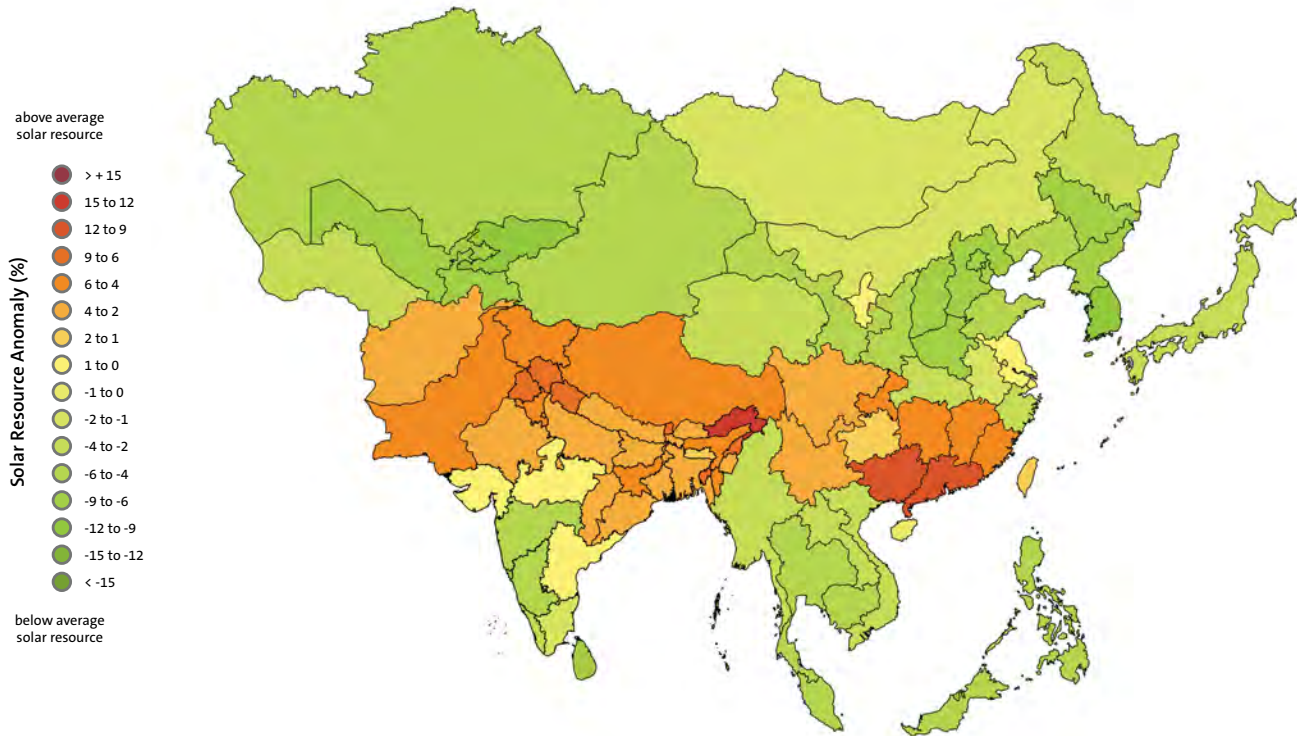 above average
solar resource
Solar Resource Anomaly (%)
> + 15
15 to 12
12 to 9
9 to 6
6 to 4
4 to 2
2 to 1
1 to 0
-1 to 0
-2 to -1
-4 to -2
-6 to -4
-9 to -6
-12 to -9
-15 to -12
< -15
below average
solar resource